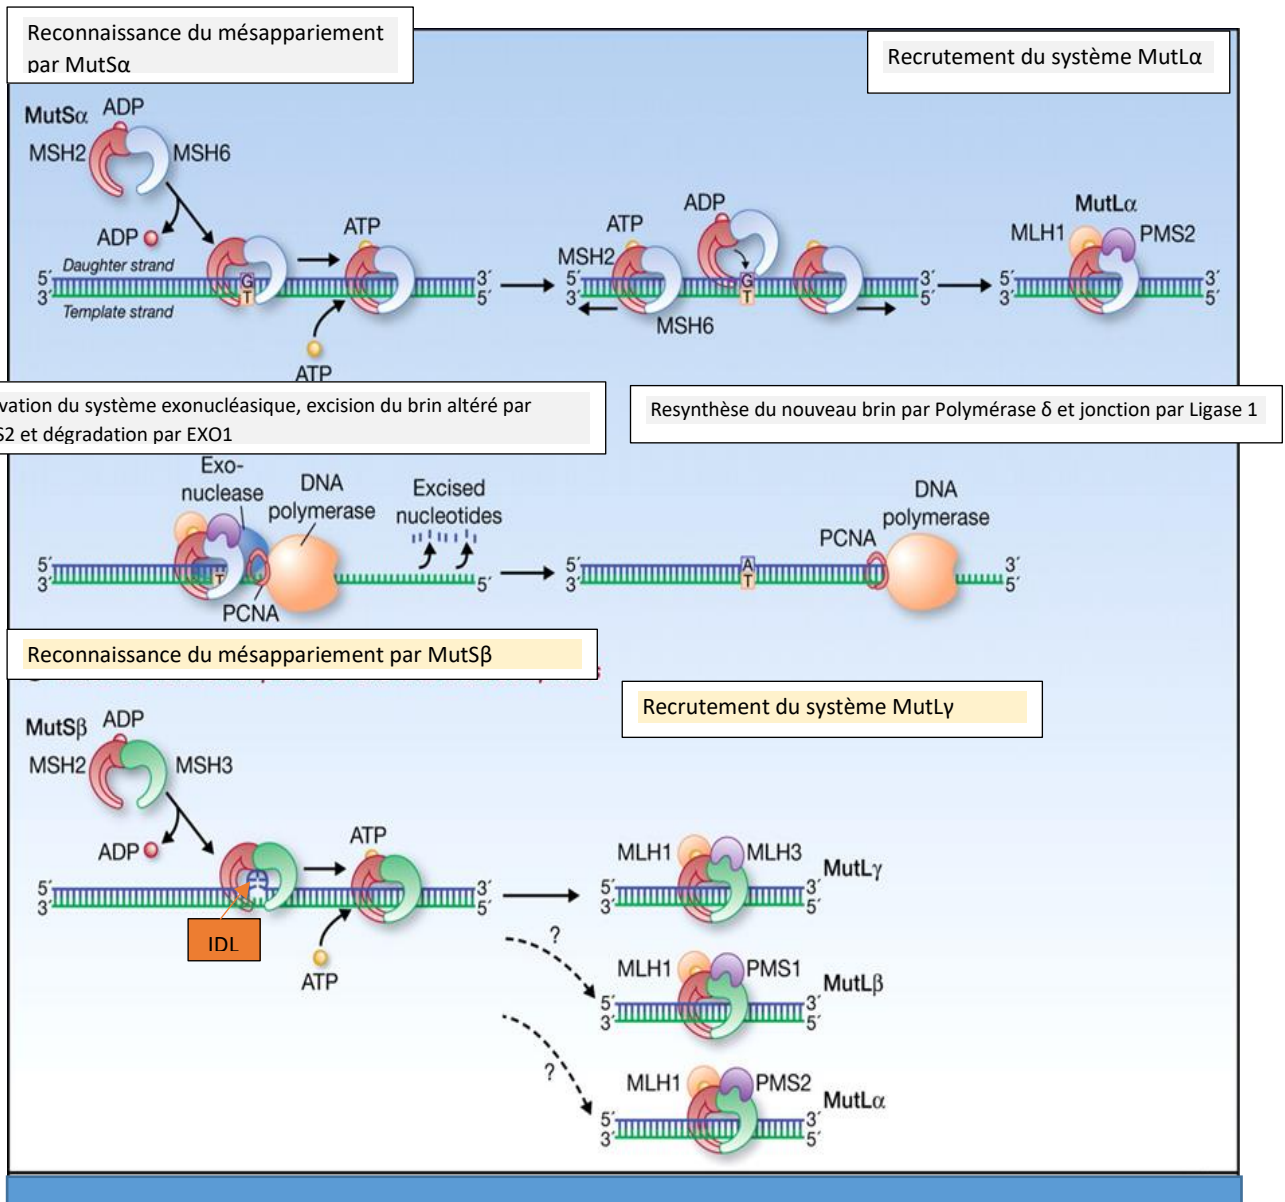 Reconnaissance du mésappariement
par MutSα
Recrutement du système MutLα
MutSα
ADP
MSH2
MSH6
ADP
ATP
5´
Daughter strand
3´
3´
Template strand
5´
G
T
ATP
ATP
MSH2
ADP
MSH6
5´
3´
3´
5´
G
T
MutLα
MLH1
PMS2
5´
3´
3´
5´
vation du système exonucléasique, excision du brin altéré par
S2 et dégradation par EXO1
Resynthèse du nouveau brin par Polymérase δ et jonction par Ligase 1
Exo-
nuclease
DNA
polymerase
Excised
nucleotides
5´
3´
T
5´
PCNA
DNA
polymerase
PCNA
5´
3´
A
T
3´
5´
Reconnaissance du mésappariement par MutSβ
Recrutement du système MutLγ
MutSβ
ADP
MSH2
MSH3
ADP
ATP
5´
3´
3´
5´
IDL
ATP
MLH1
MLH3
MutLγ
5´
3´
3´
5´
?
MLH1
PMS1
MutLβ
5´
3´
3´
5´
?
MLH1
PMS2
MutLα
5´
3´
3´
5´